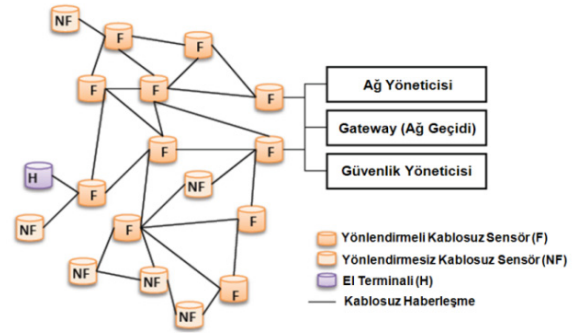 NF
F
F
F
F
F
Ağ Yöneticisi
Gateway (Ağ Geçidi)
Güvenlik Yöneticisi
F
F
H
F
NF
NF
F
F
NF
NF
F
NF
Yönlendirmeli Kablosuz Sensör (F)
Yönlendirmesiz Kablosuz Sensör (NF)
El Terminali (H)
Kablosuz Haberleşme